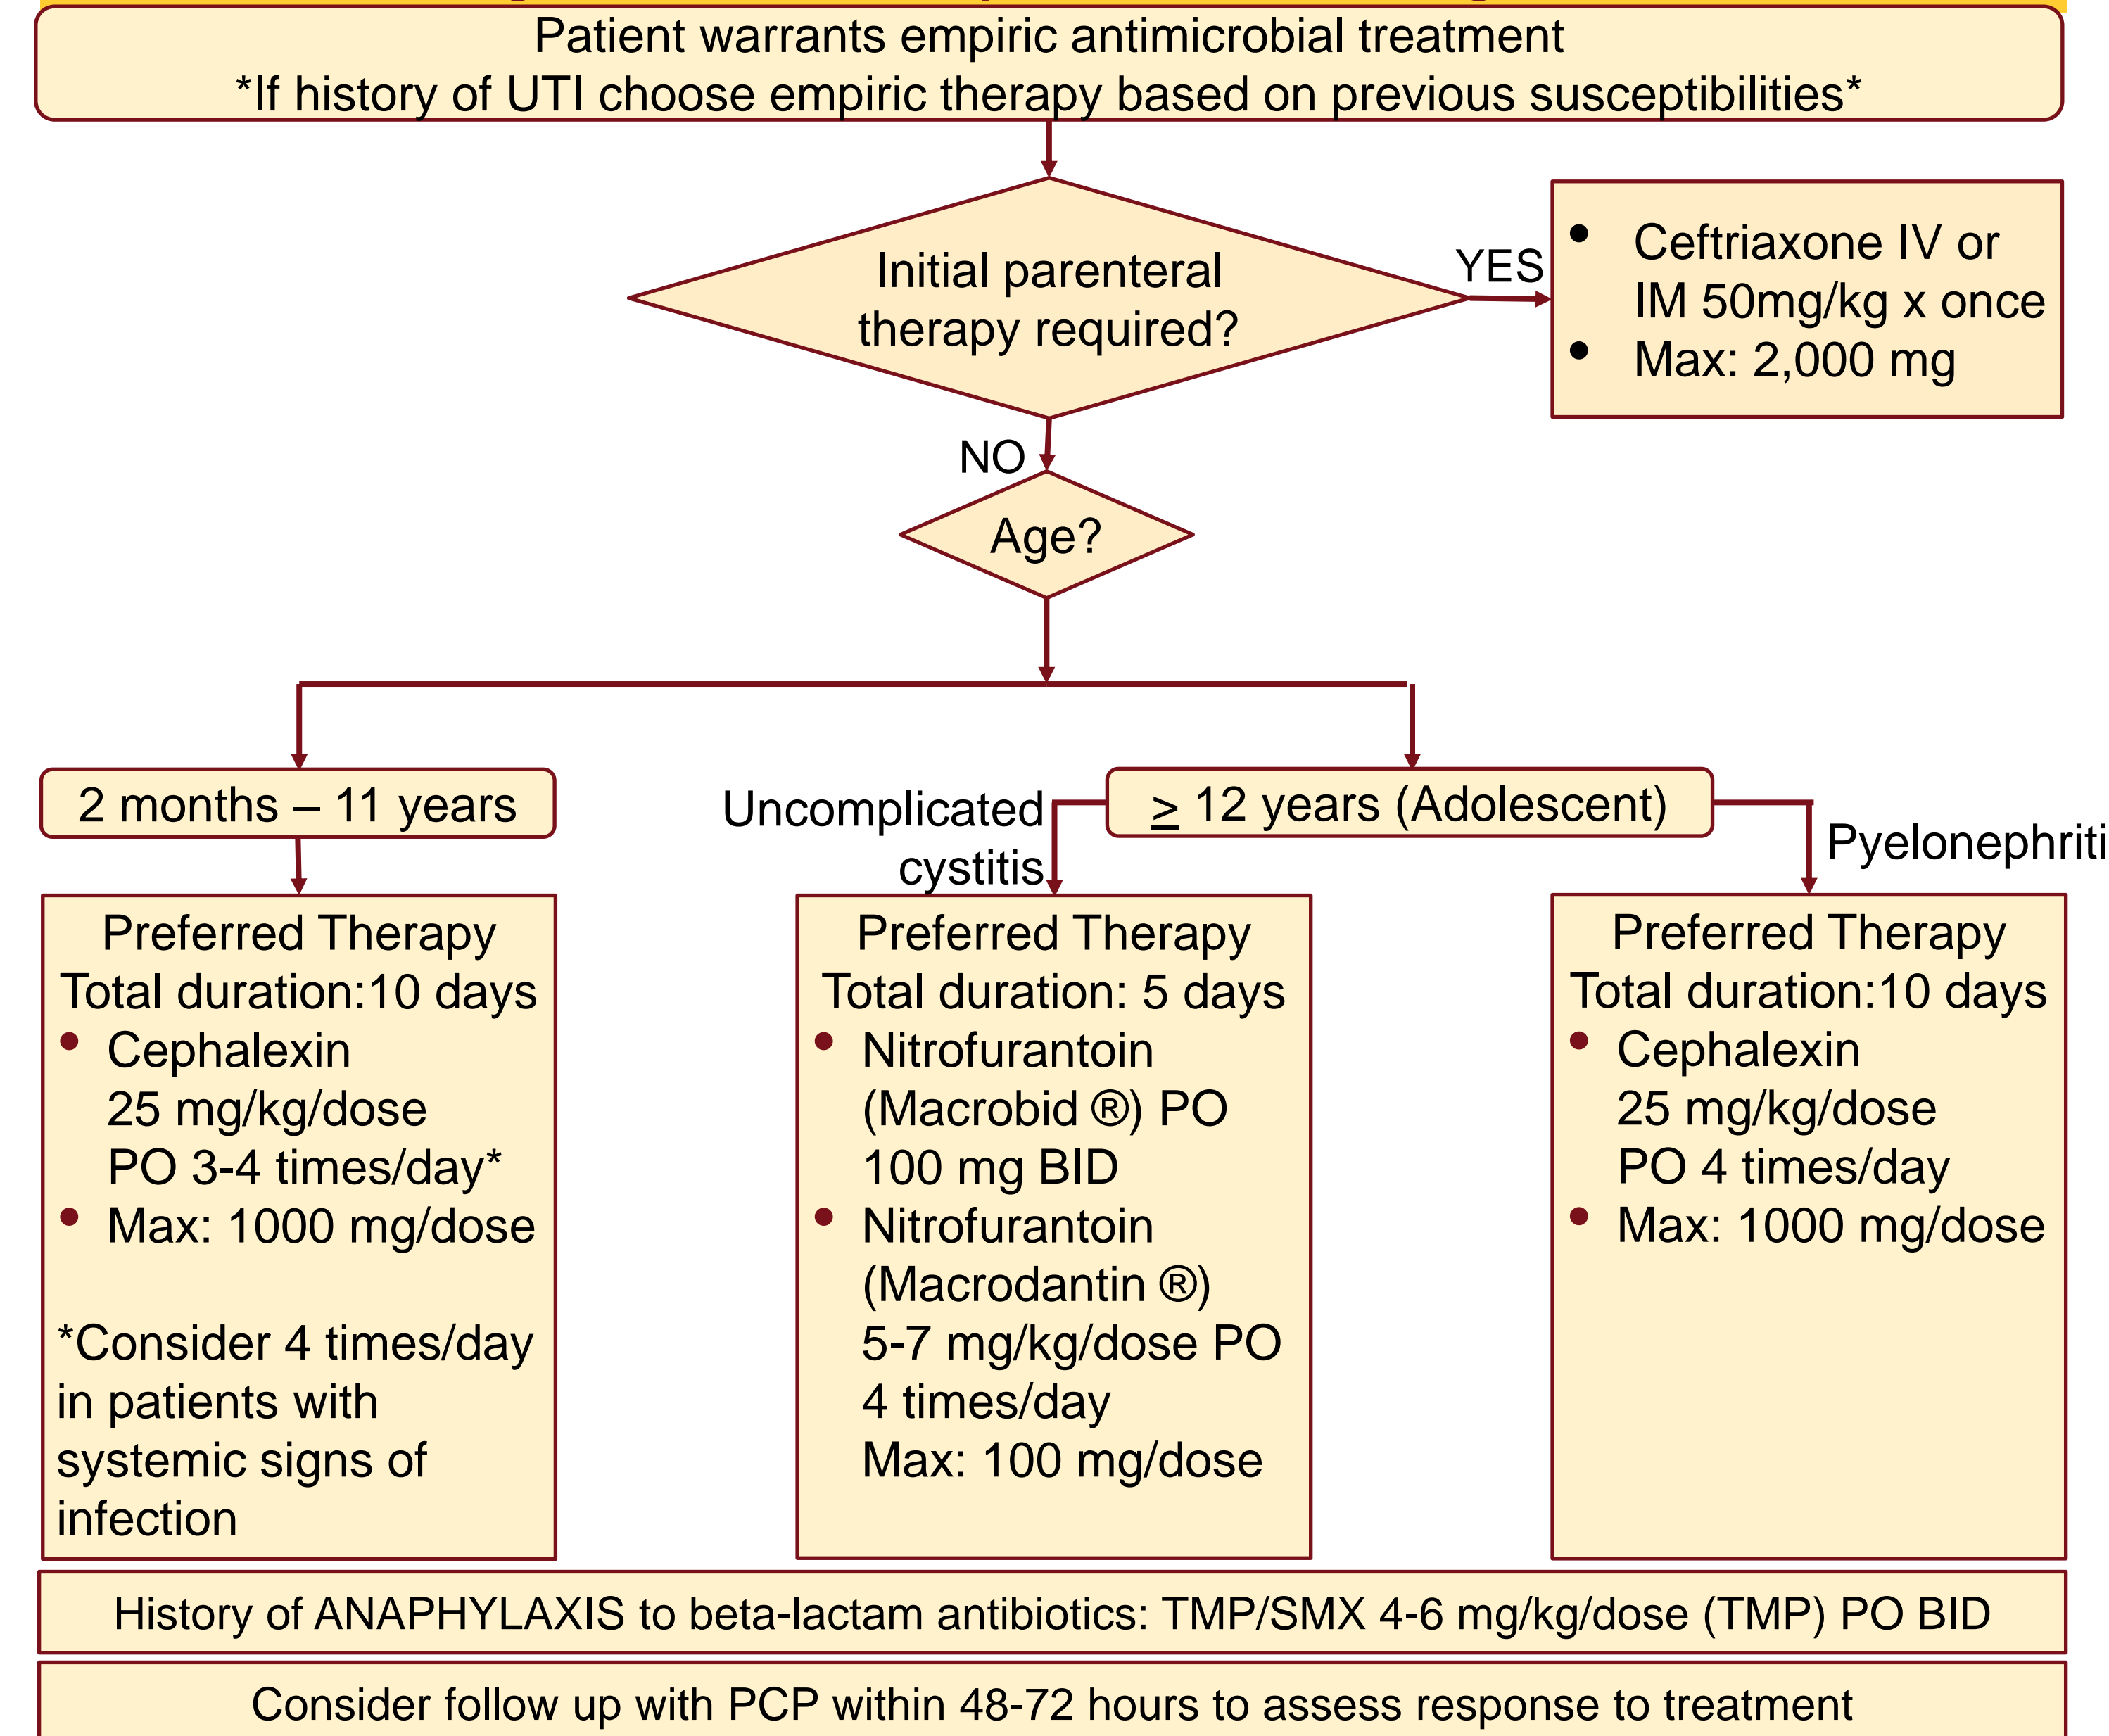 Patient warrants empiric antimicrobial treatment
*If history of UTI choose empiric therapy based on previous susceptibilities*
Initial parenteral
therapy required?
YES
● Ceftriaxone IV or
IM 50mg/kg x once
● Max: 2,000 mg
NO
Age?
2 months – 11 years
≥ 12 years (Adolescent)
Uncomplicated
cystitis
Pyelonephriti
Preferred Therapy
Total duration:10 days
● Cephalexin
25 mg/kg/dose
PO 3-4 times/day*
● Max: 1000 mg/dose
*Consider 4 times/day
in patients with
systemic signs of
infection
Preferred Therapy
Total duration: 5 days
● Nitrofurantoin
(Macrobid ®) PO
100 mg BID
● Nitrofurantoin
(Macrodantin ®)
5-7 mg/kg/dose PO
4 times/day
Max: 100 mg/dose
Preferred Therapy
Total duration:10 days
● Cephalexin
25 mg/kg/dose
PO 4 times/day
● Max: 1000 mg/dose
History of ANAPHYLAXIS to beta-lactam antibiotics: TMP/SMX 4-6 mg/kg/dose (TMP) PO BID
Consider follow up with PCP within 48-72 hours to assess response to treatment